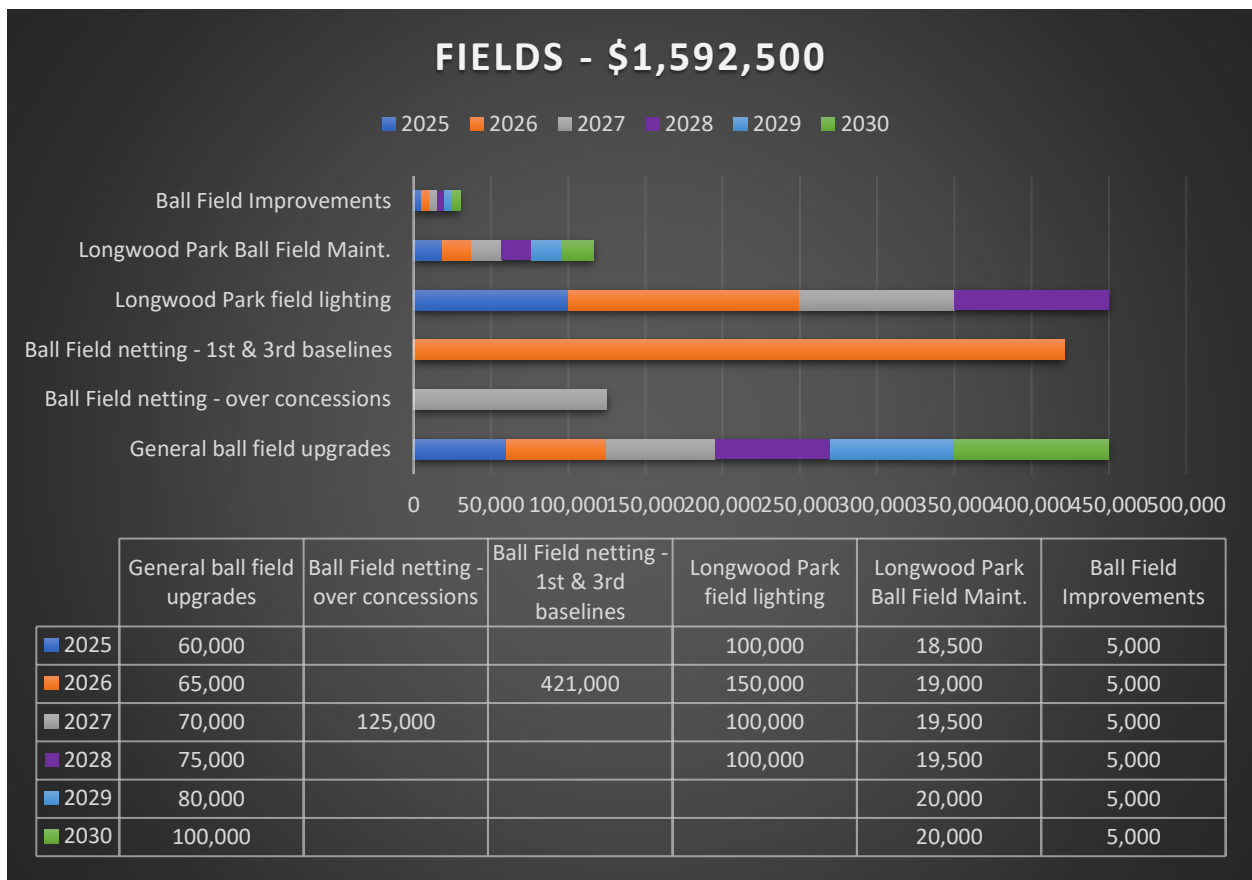 FIELDS - $1,592,500
2025 2026 2027 2028 2029 2030
Ball Field Improvements
Longwood Park Ball Field Maint.
Longwood Park field lighting
Ball Field netting - 1st & 3rd baselines
Ball Field netting - over concessions
General ball field upgrades
0 50,000 100,000 150,000 200,000 250,000 300,000 350,000 400,000 450,000 500,000
General ball field upgrades
Ball Field netting - over concessions
Ball Field netting - 1st & 3rd baselines
Longwood Park field lighting
Longwood Park Ball Field Maint.
Ball Field Improvements
2025 60,000 100,000 18,500 5,000
2026 65,000 421,000 150,000 19,000 5,000
2027 70,000 125,000 100,000 19,500 5,000
2028 75,000 100,000 19,500 5,000
2029 80,000 20,000 5,000
2030 100,000 20,000 5,000